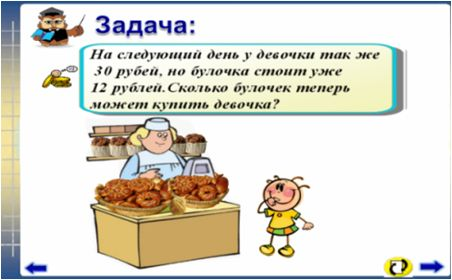 Задача:
На следующий день у девочки так же
30 рубей, но булочка стоит уже
12 рублей.Сколько булочек теперь
может купить девочка?